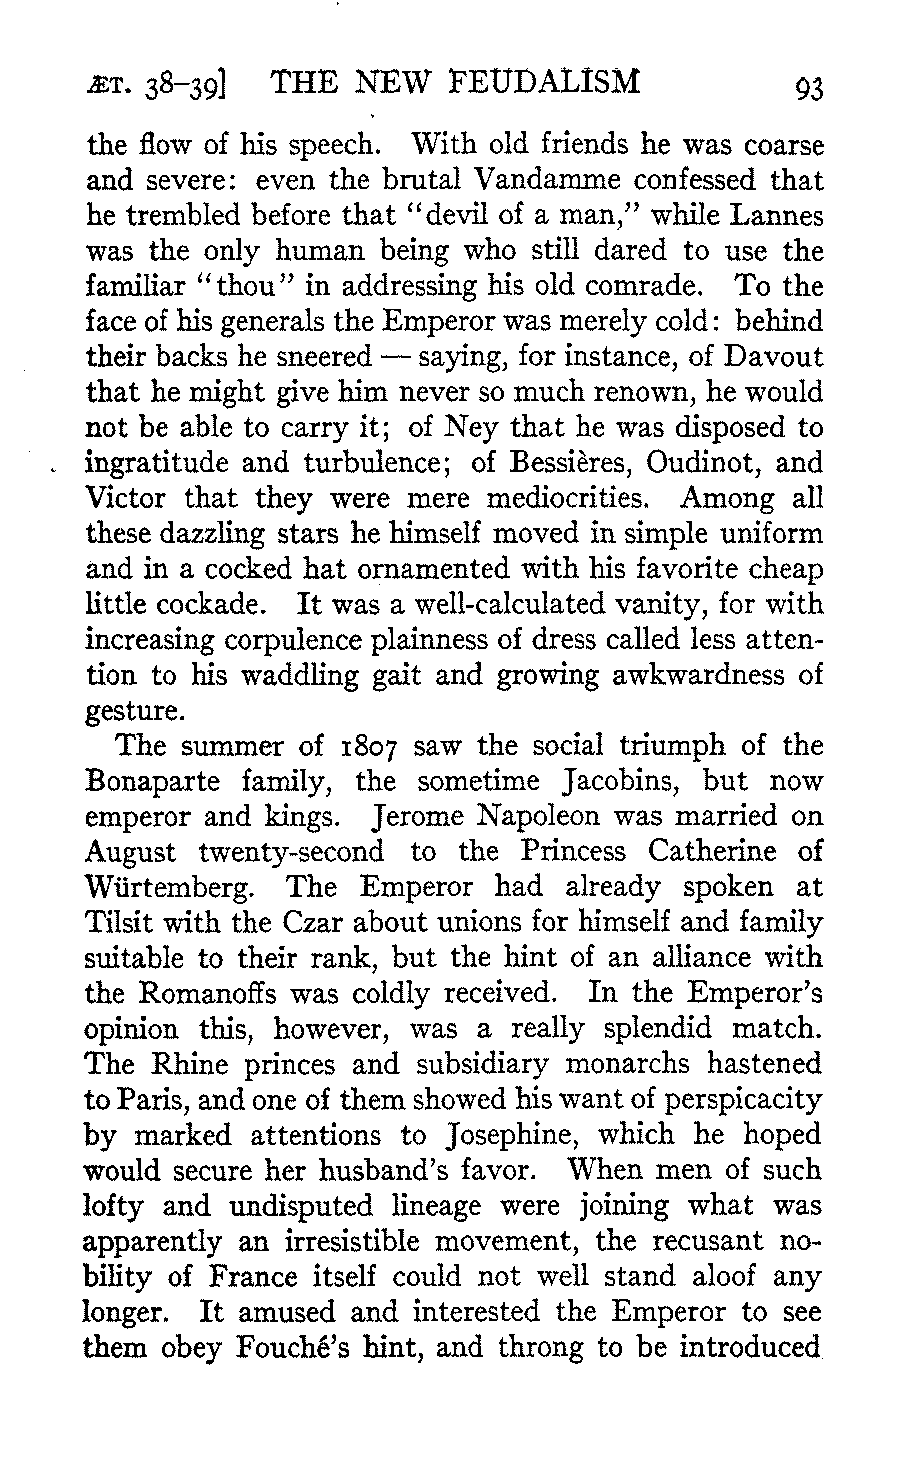 ÆT. 38–39] THE NEW FEUDALISM 93
the flow of his speech. With old friends he was coarse
and severe: even the brutal Vandamme confessed that
he trembled before that “devil of a man,” while Lannes
was the only human being who still dared to use the
familiar “thou” in addressing his old comrade. To the
face of his generals the Emperor was merely cold: behind
their backs he sneered — saying, for instance, of Davout
that he might give him never so much renown, he would
not be able to carry it; of Ney that he was disposed to
ingratitude and turbulence; of Bessières, Oudinot, and
Victor that they were mere mediocrities. Among all
these dazzling stars he himself moved in simple uniform
and in a cocked hat ornamented with his favorite cheap
little cockade. It was a well-calculated vanity, for with
increasing corpulence plainness of dress called less atten-
tion to his waddling gait and growing awkwardness of
gesture.
The summer of 1807 saw the social triumph of the
Bonaparte family, the sometime Jacobins, but now
emperor and kings. Jerome Napoleon was married on
August twenty-second to the Princess Catherine of
Würtemberg. The Emperor had already spoken at
Tilsit with the Czar about unions for himself and family
suitable to their rank, but the hint of an alliance with
the Romanoffs was coldly received. In the Emperor’s
opinion this, however, was a really splendid match.
The Rhine princes and subsidiary monarchs hastened
to Paris, and one of them showed his want of perspicacity
by marked attentions to Josephine, which he hoped
would secure her husband’s favor. When men of such
lofty and undisputed lineage were joining what was
apparently an irresistible movement, the recusant no-
bility of France itself could not well stand aloof any
longer. It amused and interested the Emperor to see
them obey Fouché’s hint, and throng to be introduced